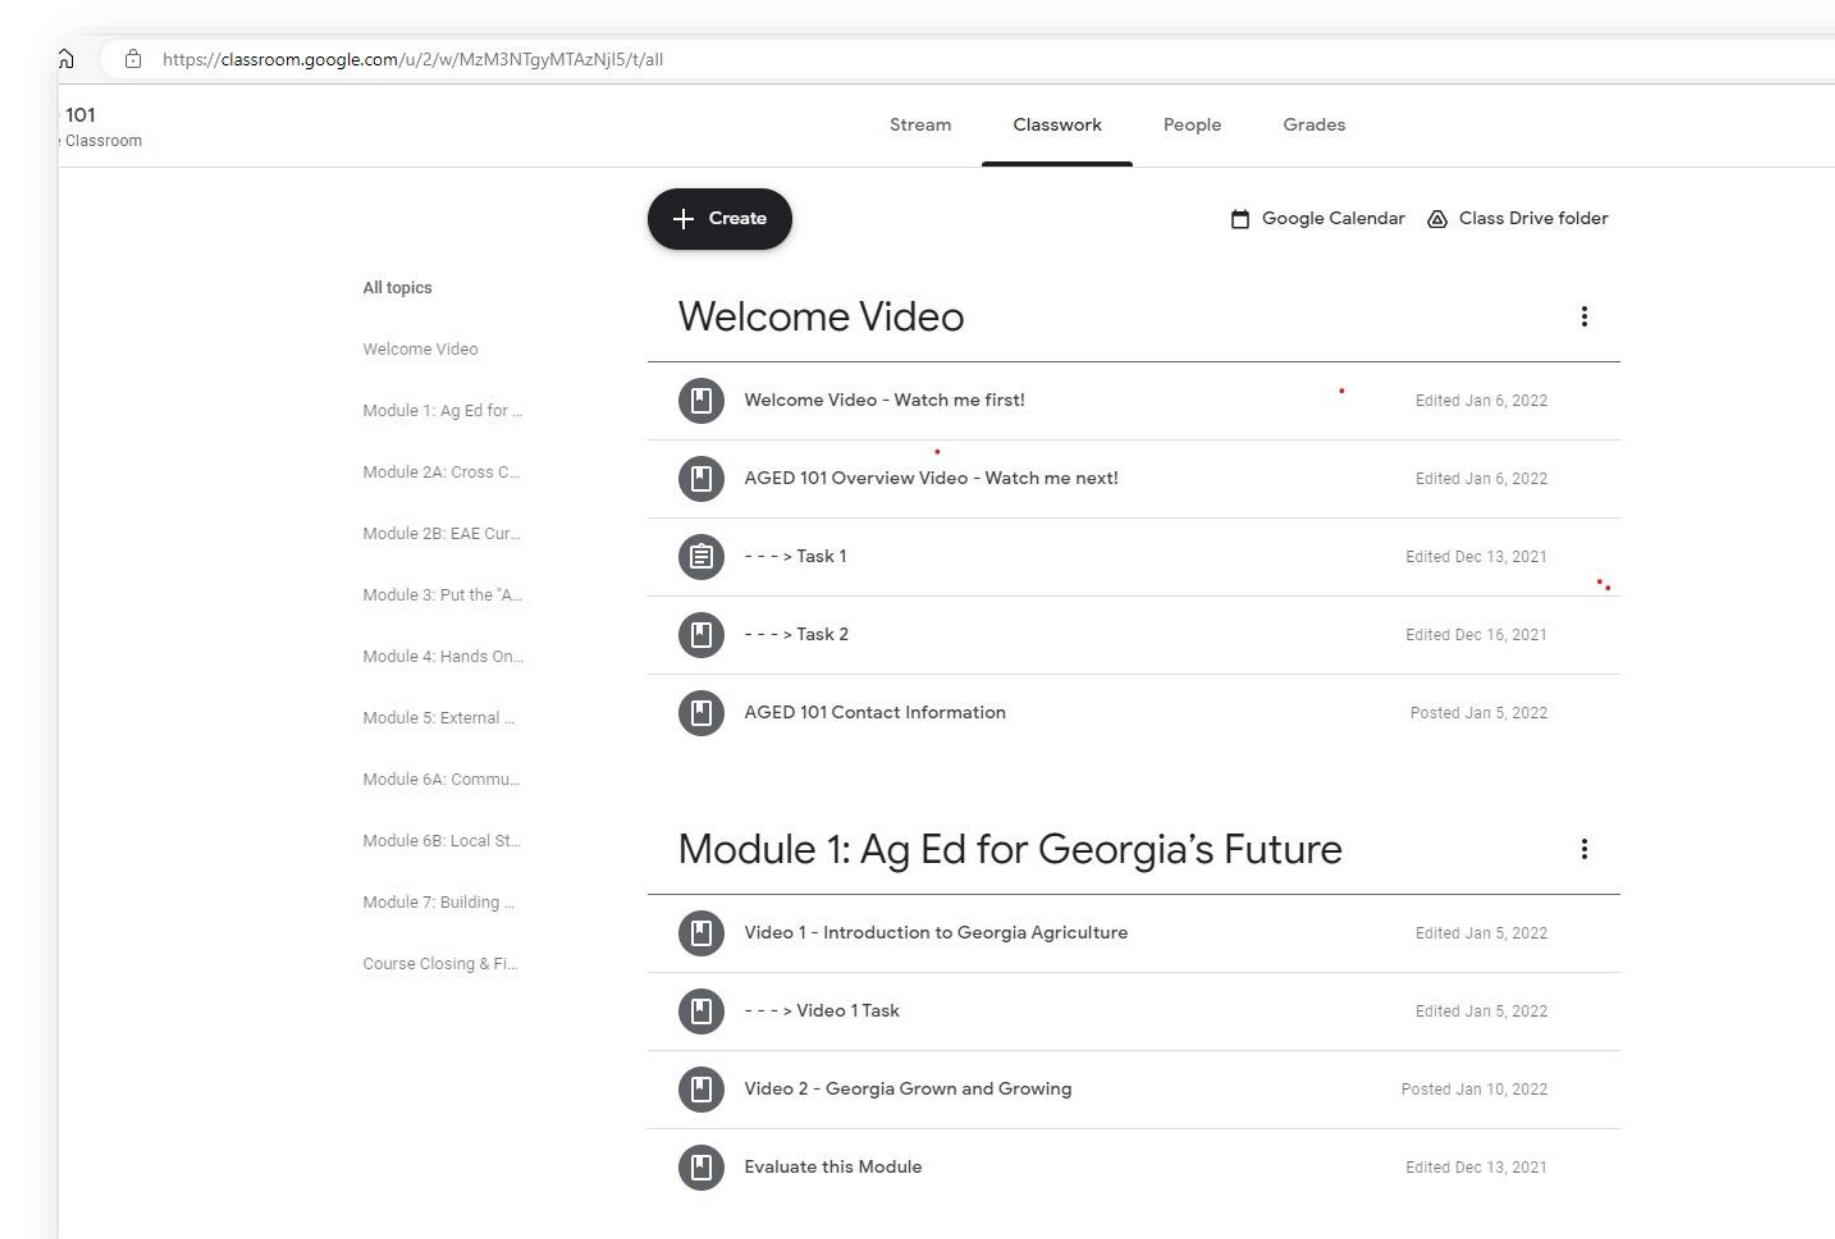 https://classroom.google.com/u/2/w/MzM3NTgyMTAzNjI5/t/all
101
Classroom
Stream Classwork People Grades
+ Create
Google Calendar Class Drive folder
All topics
Welcome Video
Module 1: Ag Ed for ...
Module 2A: Cross C...
Module 2B: EAE Cur...
Module 3: Put the "A...
Module 4: Hands On...
Module 5: External ...
Module 6A: Commu...
Module 6B: Local St...
Module 7: Building ...
Course Closing & Fi...
Welcome Video
Welcome Video - Watch me first! Edited Jan 6, 2022
AGED 101 Overview Video - Watch me next! Edited Jan 6, 2022
- - - > Task 1 Edited Dec 13, 2021
- - - > Task 2 Edited Dec 16, 2021
AGED 101 Contact Information Posted Jan 5, 2022
Module 1: Ag Ed for Georgia’s Future
Video 1 - Introduction to Georgia Agriculture Edited Jan 5, 2022
- - - > Video 1 Task Edited Jan 5, 2022
Video 2 - Georgia Grown and Growing Posted Jan 10, 2022
Evaluate this Module Edited Dec 13, 2021